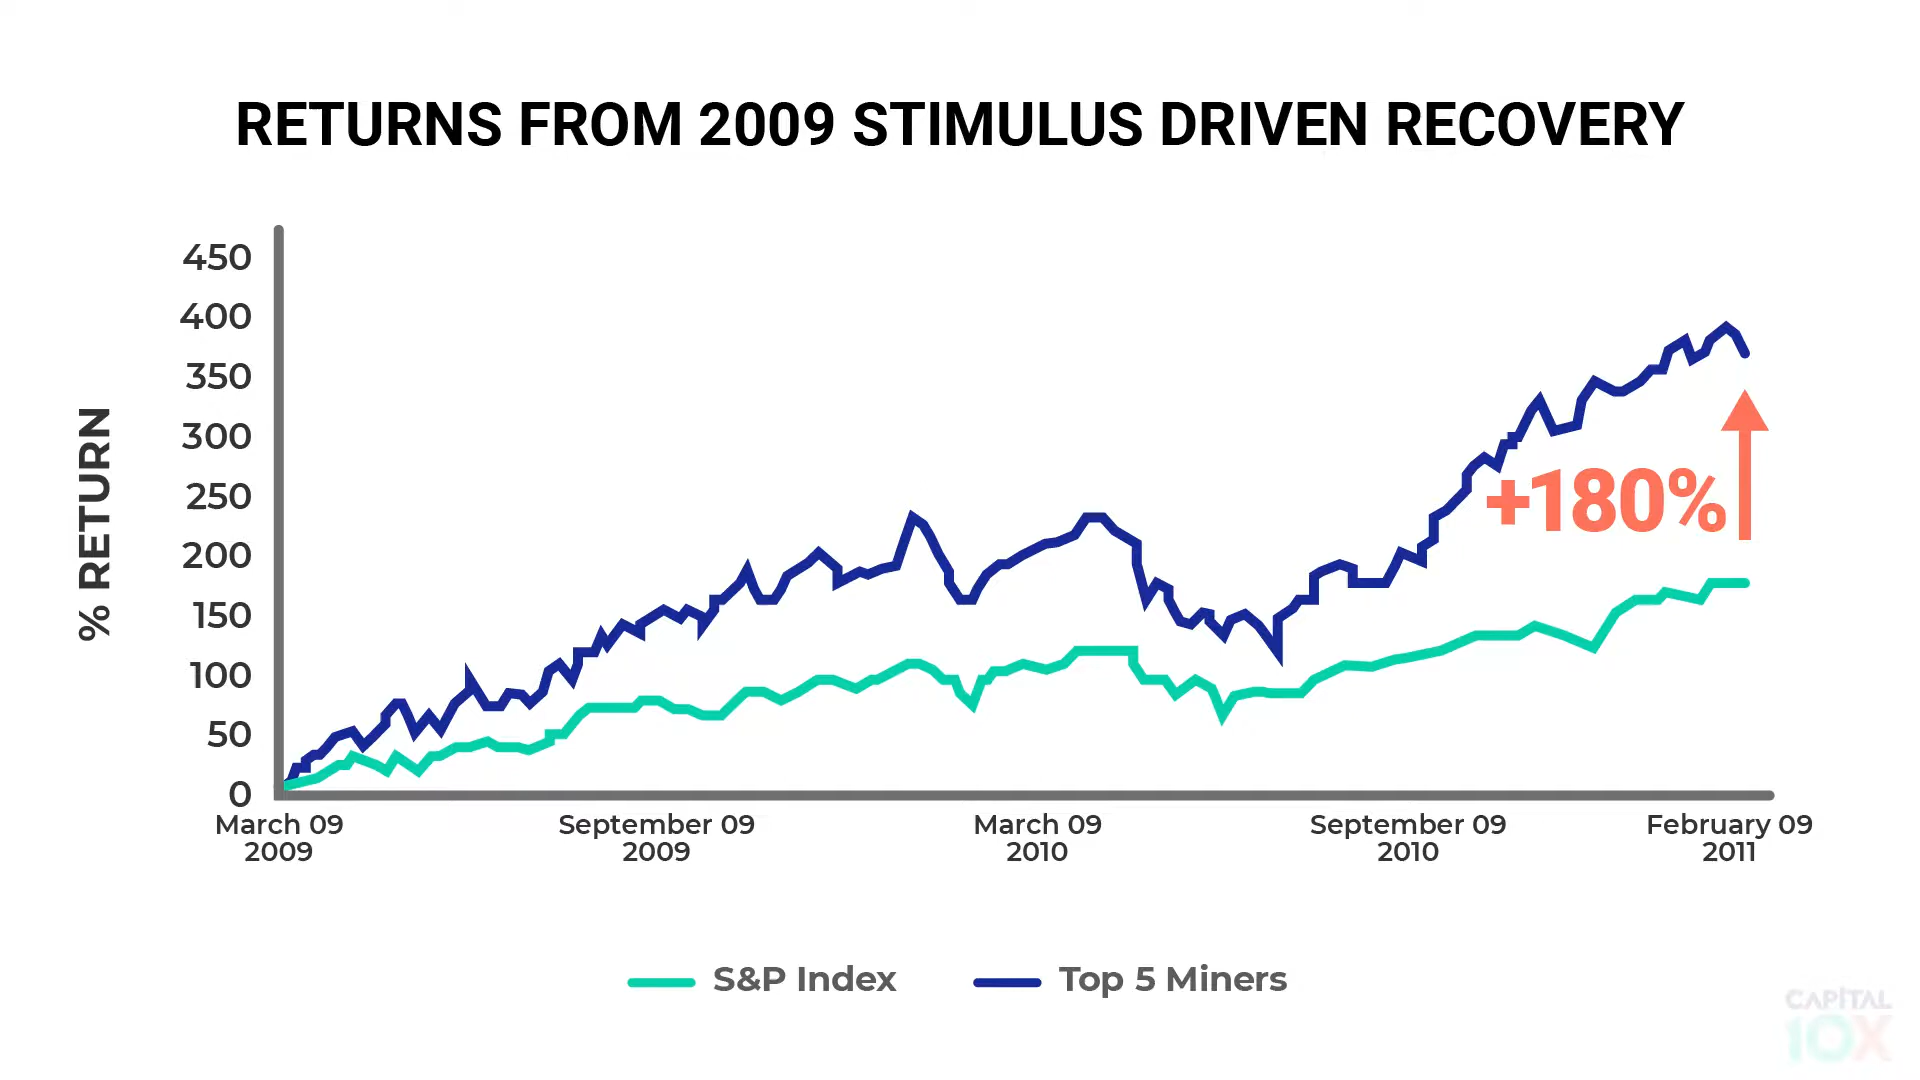 RETURNS FROM 2009 STIMULUS DRIVEN RECOVERY
% RETURN
450
400
350
300
250
200
150
100
50
0
+180%
March 09
2009
September 09
2009
March 09
2010
September 09
2010
February 09
2011
S&P Index
Top 5 Miners
CAPITAL
10X